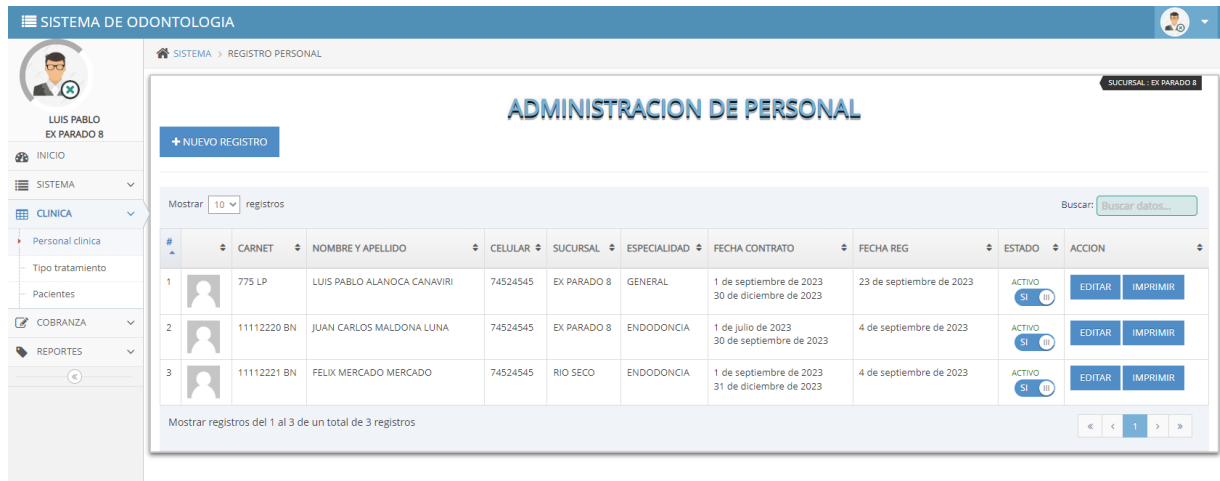 SISTEMA DE ODONTOLOGIA
SISTEMA > REGISTRO PERSONAL
LUIS PABLO
EX PARADO 8
INICIO
SISTEMA
CLINICA
Personal clinica
Tipo tratamiento
Pacientes
COBRANZA
REPORTES
SUCURSAL : EX PARADO 8
ADMINISTRACION DE PERSONAL
+ NUEVO REGISTRO
Mostrar 10 registros
Buscar: Buscar datos...
# CARNET NOMBRE Y APELLIDO CELULAR SUCURSAL ESPECIALIDAD FECHA CONTRATO FECHA REG ESTADO ACCION
1 775 LP LUIS PABLO ALANOCA CANAVIRI 74524545 EX PARADO 8 GENERAL 1 de septiembre de 2023 23 de septiembre de 2023 ACTIVO EDITAR IMPRIMIR
30 de diciembre de 2023 SI
2 11112220 BN JUAN CARLOS MALDONA LUNA 74524545 EX PARADO 8 ENDODONCIA 1 de julio de 2023 4 de septiembre de 2023 ACTIVO EDITAR IMPRIMIR
30 de septiembre de 2023 SI
3 11112221 BN FELIX MERCADO MERCADO 74524545 RIO SECO ENDODONCIA 1 de septiembre de 2023 4 de septiembre de 2023 ACTIVO EDITAR IMPRIMIR
31 de diciembre de 2023 SI
Mostrar registros del 1 al 3 de un total de 3 registros
« < 1 > »